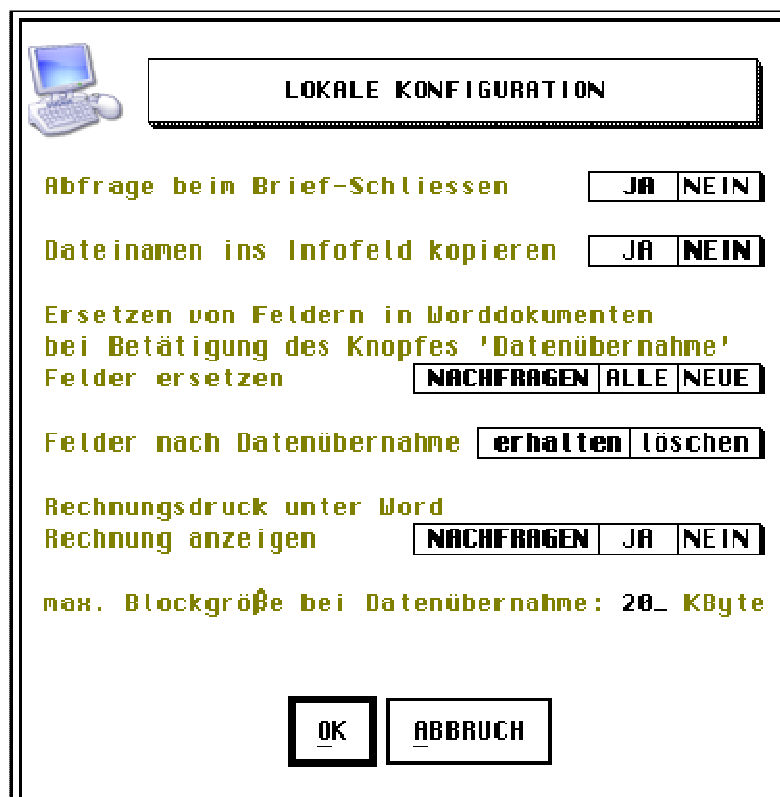 LOKALE KONFIGURATION
Abfrage beim Brief-Schliessen JA NEIN
Dateinamen ins Infofeld kopieren JA NEIN
Ersetzen von Feldern in Worddokumenten
bei Betätigung des Knopfes 'Datenübernahme'
Felder ersetzen NACHFRAGEN ALLE NEUE
Felder nach Datenübernahme erhalten löschen
Rechnungsdruck unter Word
Rechnung anzeigen NACHFRAGEN JA NEIN
max. Blockgröße bei Datenübernahme: 20_ KByte
OK ABBRUCH